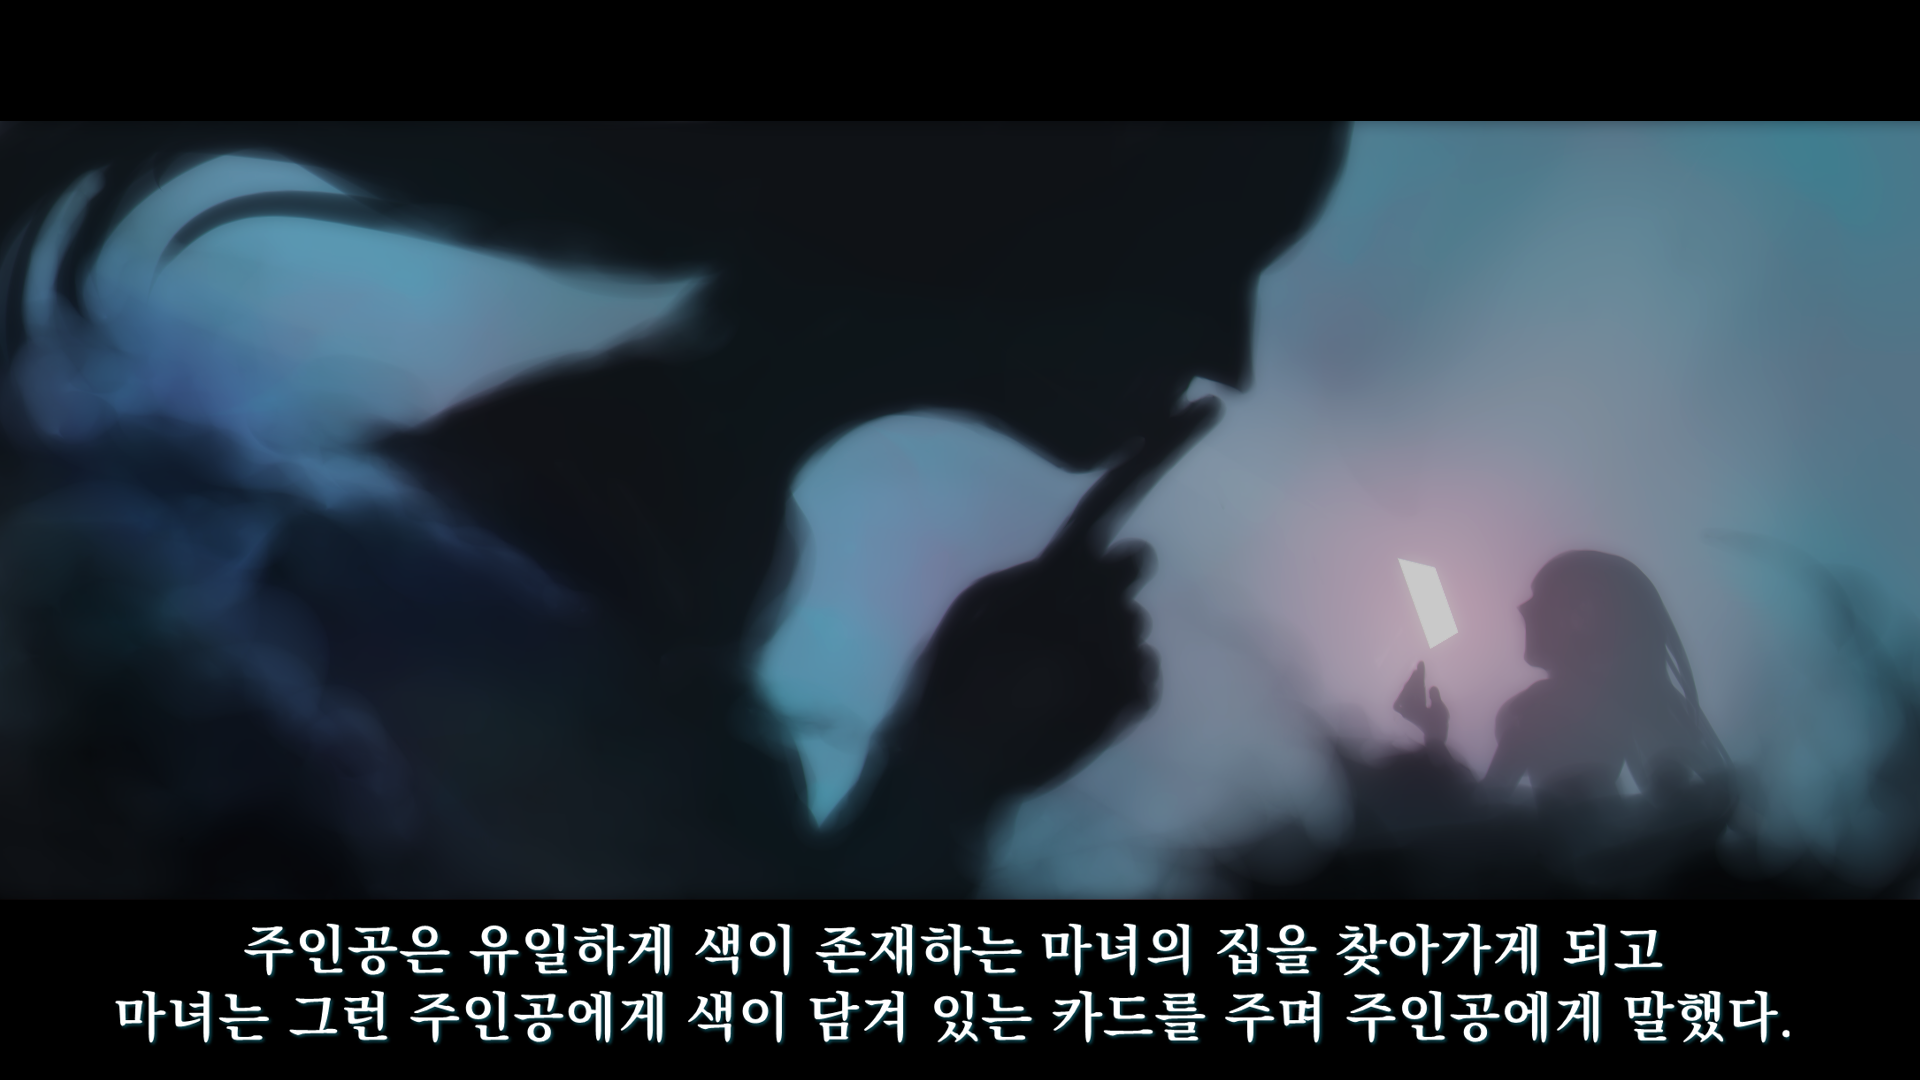 주인공은 유일하게 색이 존재하는 마녀의 집을 찾아가게 되고
마녀는 그런 주인공에게 색이 담겨 있는 카드를 주며 주인공에게 말했다.